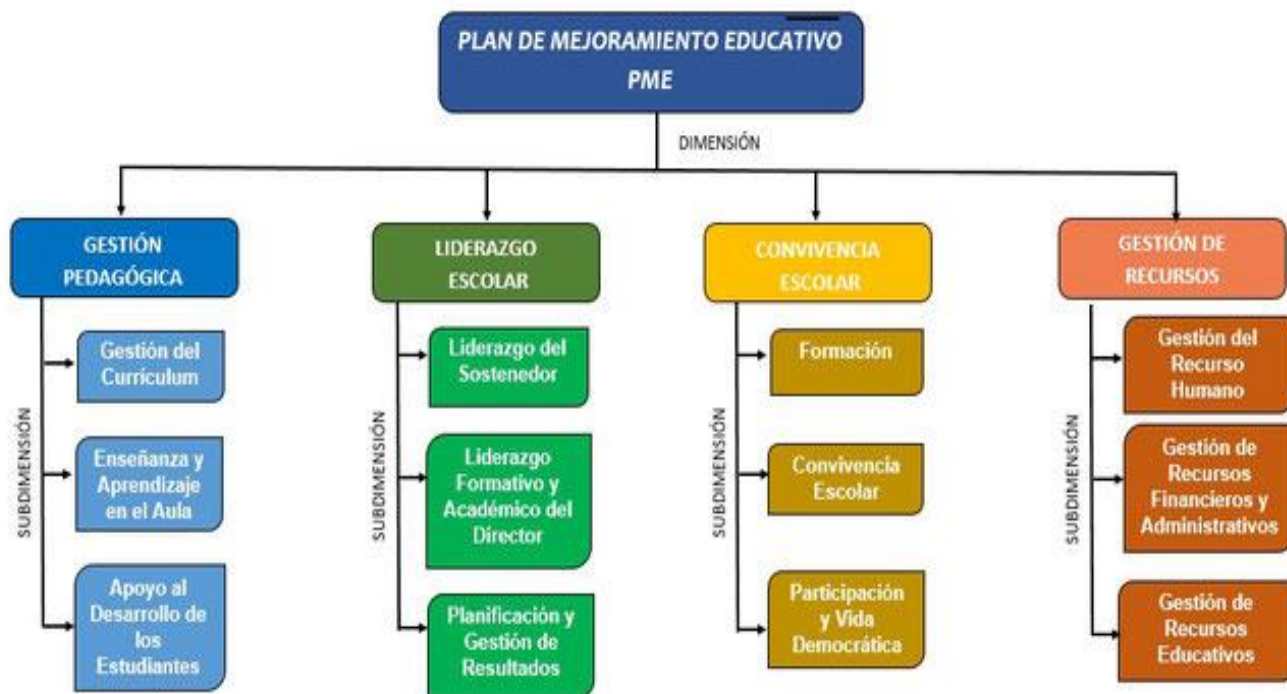 PLAN DE MEJORAMIENTO EDUCATIVO
PME
DIMENSIÓN
GESTIÓN
PEDAGÓGICA
SUBDIMENSIÓN
Gestión del
Currículum
Enseñanza y
Aprendizaje
en el Aula
Apoyo al
Desarrollo de
los
Estudiantes
LIDERAZGO
ESCOLAR
SUBDIMENSIÓN
Liderazgo del
Sostenedor
Liderazgo
Formativo y
Académico del
Director
Planificación y
Gestión de
Resultados
CONVIVENCIA
ESCOLAR
SUBDIMENSIÓN
Formación
Convivencia
Escolar
Participación
y Vida
Democrática
GESTIÓN DE
RECURSOS
SUBDIMENSIÓN
Gestión del
Recurso
Humano
Gestión de
Recursos
Financieros y
Administrativos
Gestión de
Recursos
Educativos